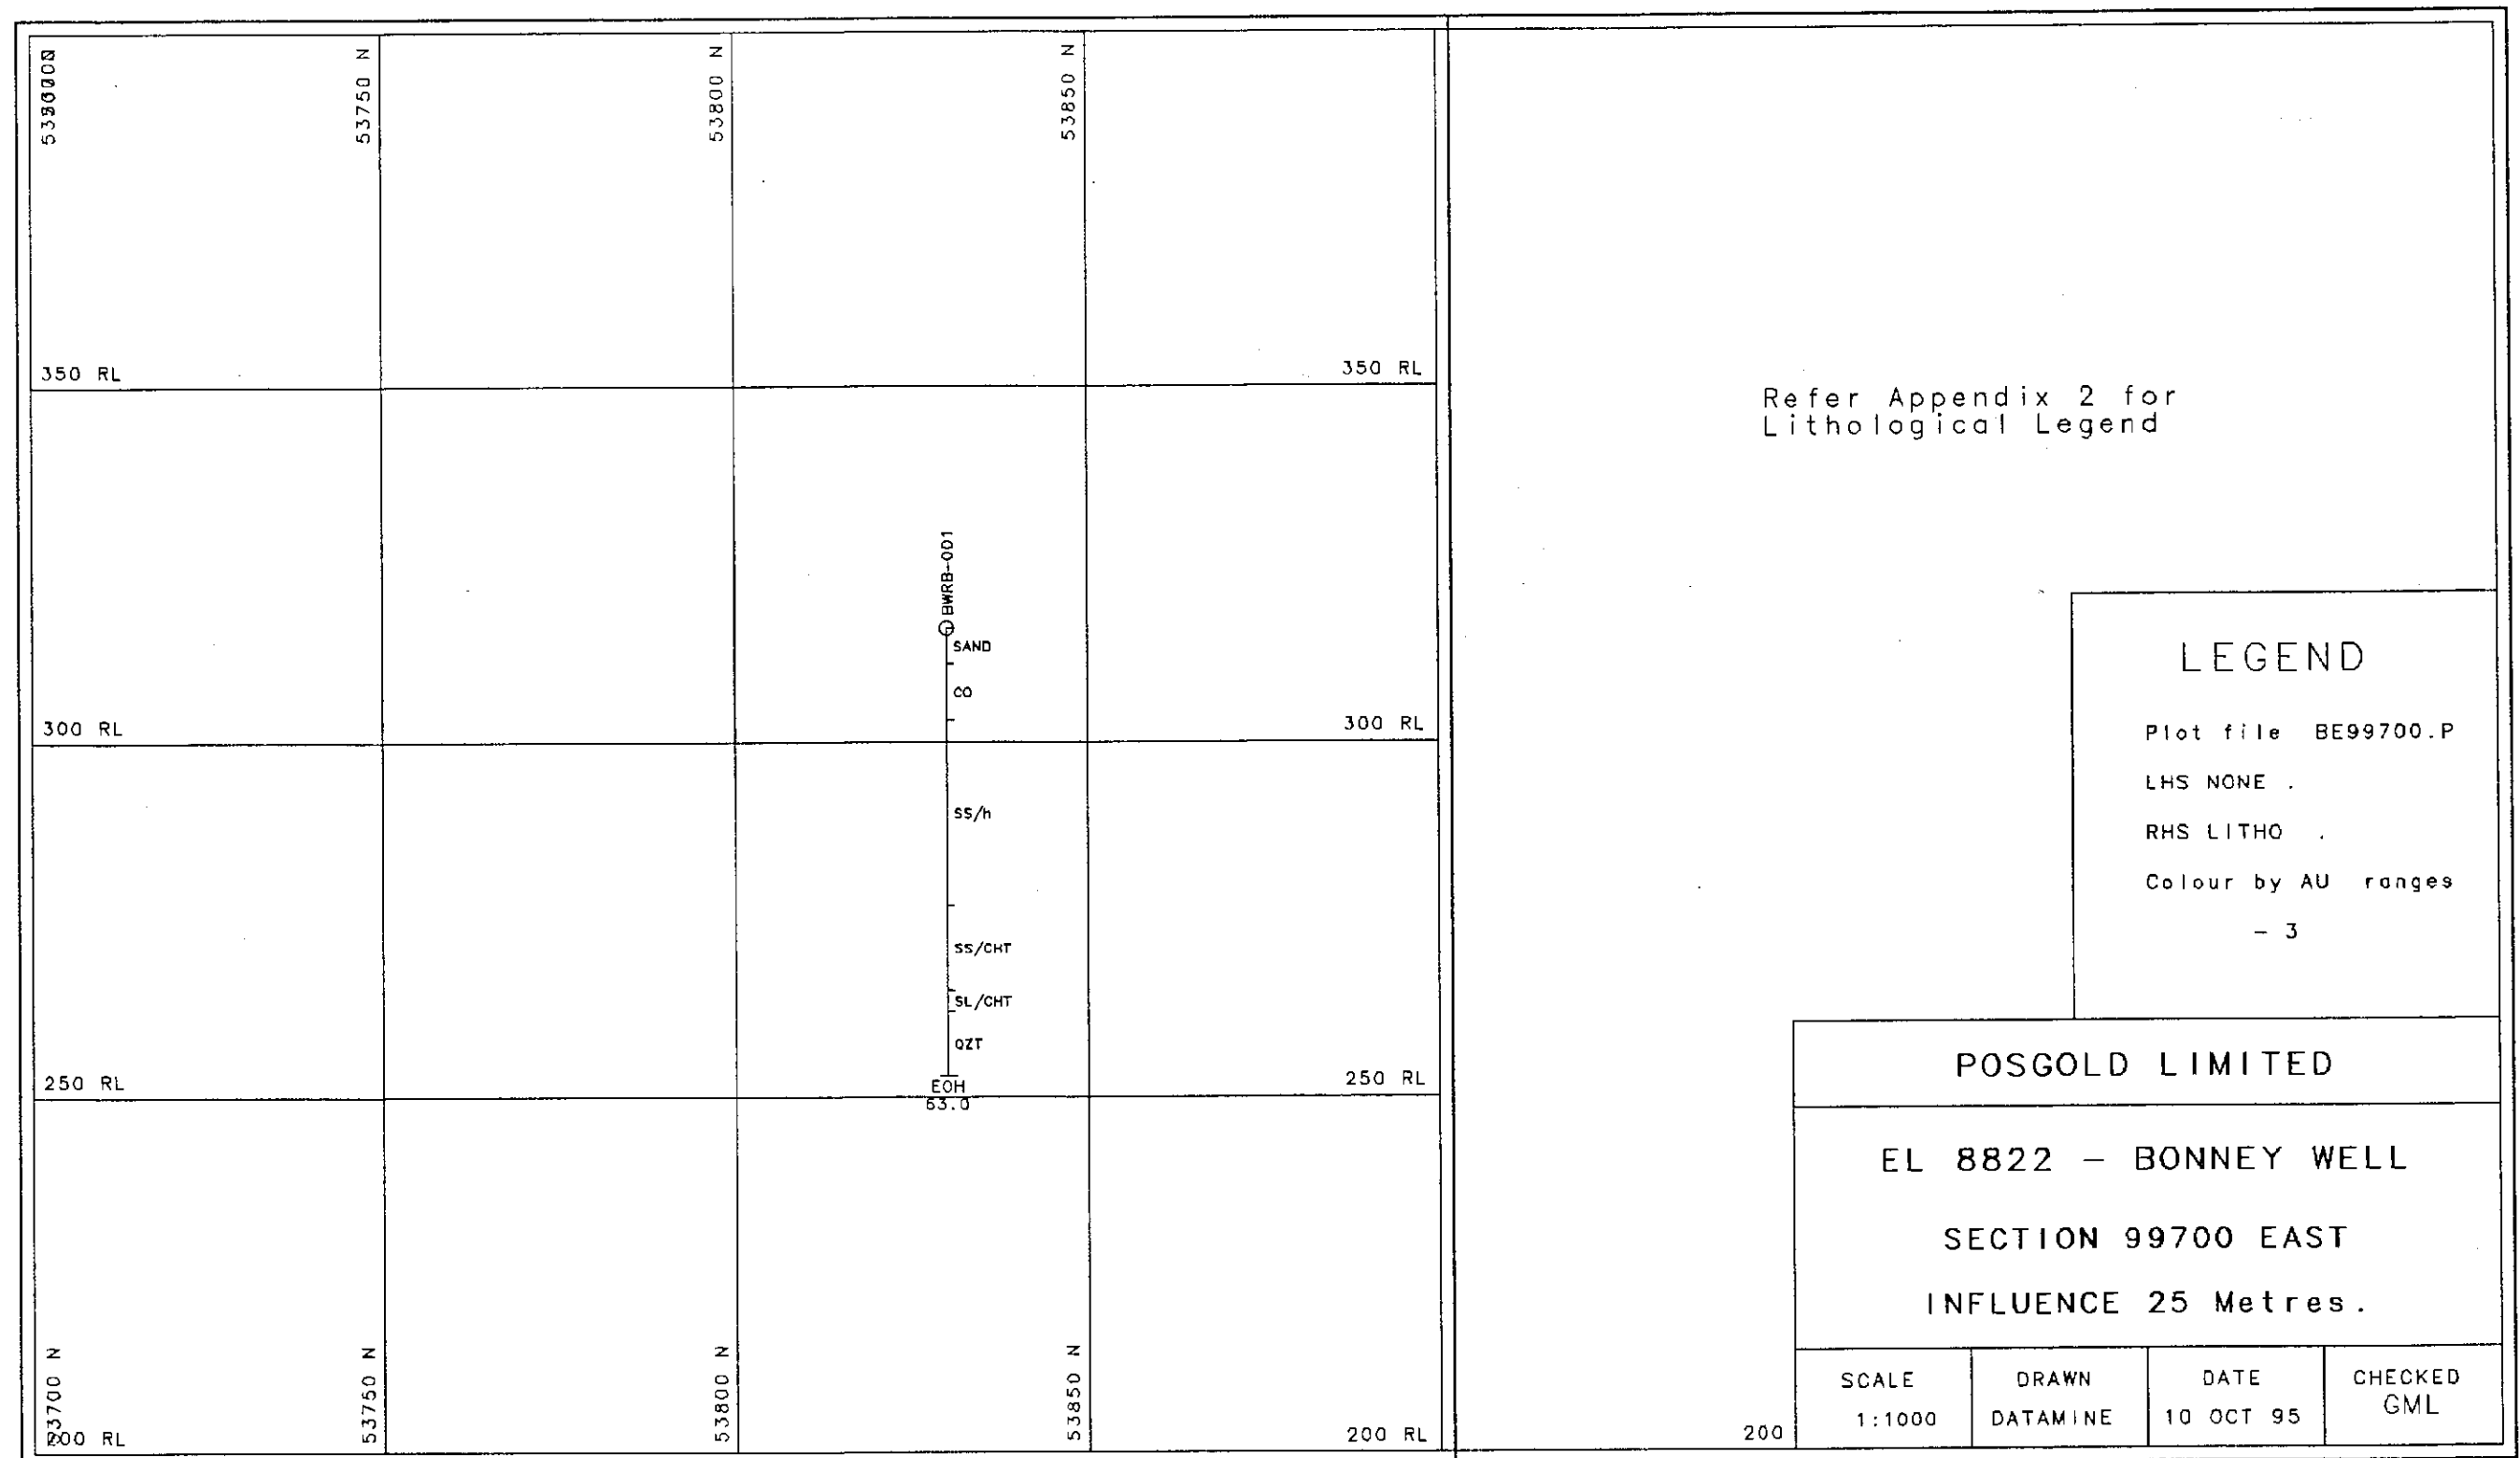 53750 N
53800 N
53850 N
350 RL
350 RL
Refer Appendix 2 for
Lithological Legend
BWRB-001
SAND
CO
300 RL
300 RL
SS/h
SS/CHT
SL/CHT
QZT
250 RL
EOH
250 RL
63.0
53700 N
53750 N
53800 N
53850 N
200 RL
200 RL
200
LEGEND
Plot file BE99700.P
LHS NONE .
RHS LITHO .
Colour by AU ranges
- 3
POSGOLD LIMITED
EL 8822 - BONNEY WELL
SECTION 99700 EAST
INFLUENCE 25 Metres.
SCALE
1:1000
DRAWN
DATAMINE
DATE
10 OCT 95
CHECKED
GML